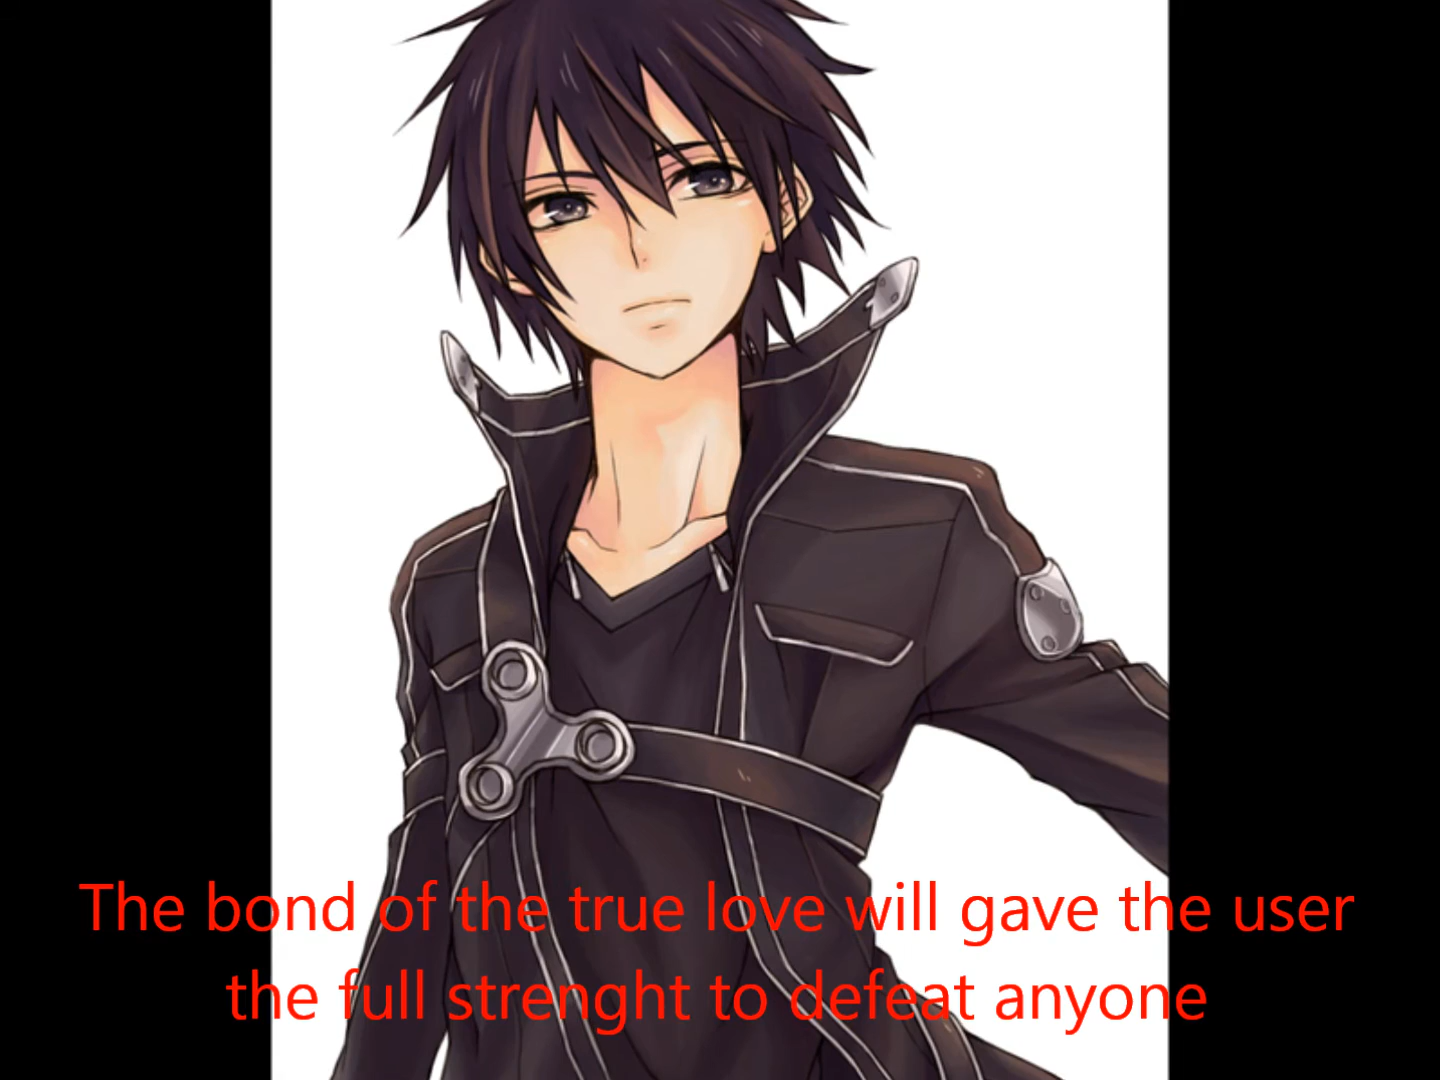 The bond of the true love will gave the user
the full strenght to defeat anyone